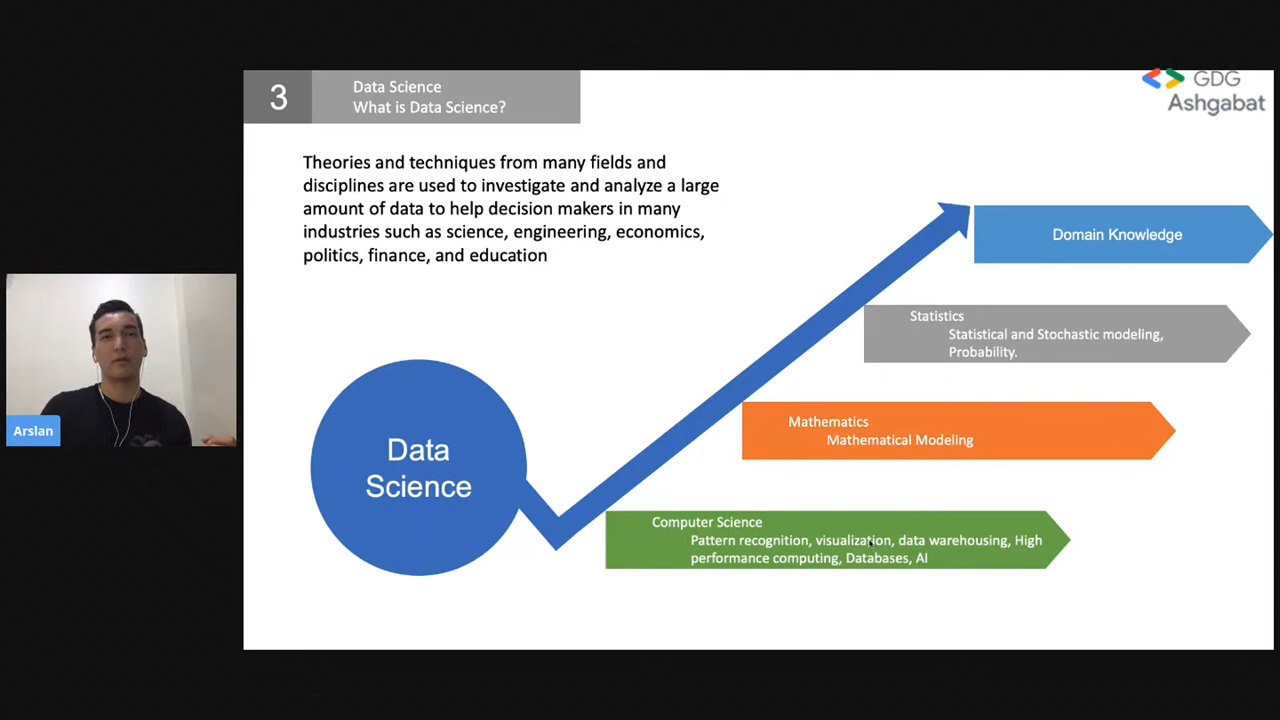 3
Data Science
What is Data Science?
GDG
Ashgabat
Theories and techniques from many fields and
disciplines are used to investigate and analyze a large
amount of data to help decision makers in many
industries such as science, engineering, economics,
politics, finance, and education
Domain Knowledge
Statistics
Statistical and Stochastic modeling,
Probability.
Mathematics
Mathematical Modeling
Data
Science
Computer Science
Pattern recognition, visualization, data warehousing, High
performance computing, Databases, AI
Arslan